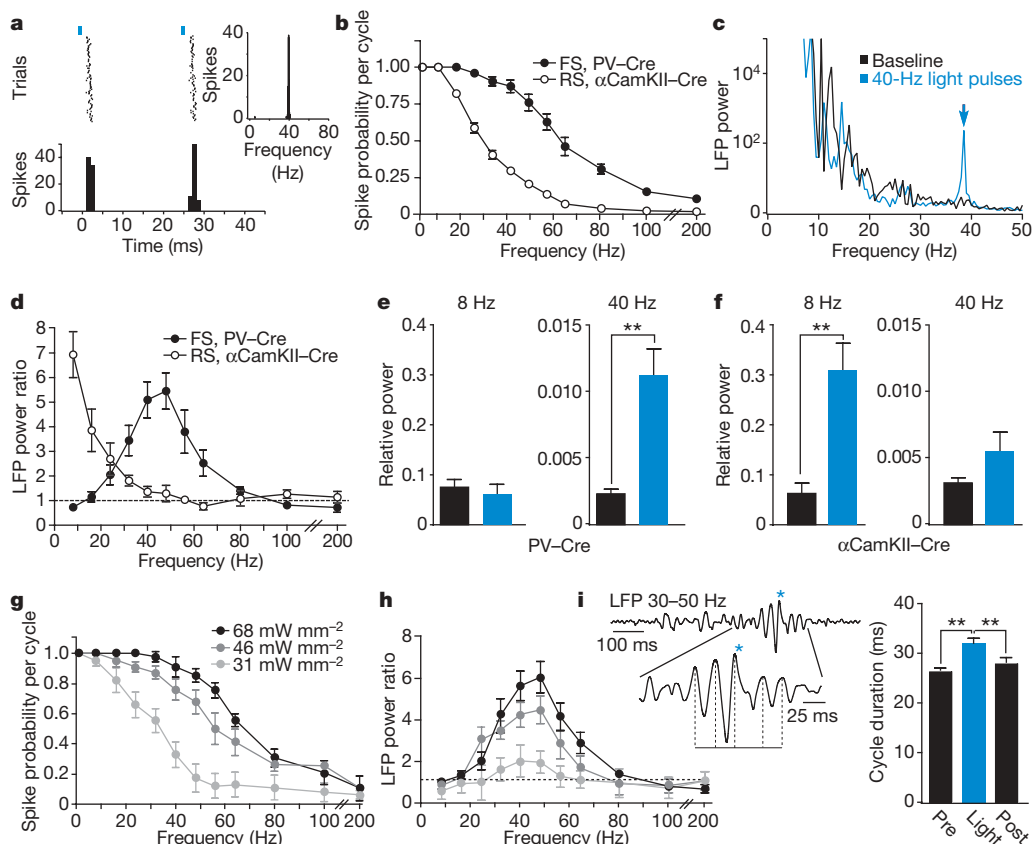 a
Trials
Spikes
40
20
0
0
10
20
30
40
Time (ms)
Spikes
40
20
0
0
40
80
Frequency
(Hz)
b
Spike probability per cycle
1.00
0.75
0.50
0.25
0
FS, PV–Cre
RS, αCamKII–Cre
0
20
40
60
80
100
200
Frequency (Hz)
c
LFP power
10⁴
10²
1
Baseline
40-Hz light pulses
0
10
20
30
40
50
Frequency (Hz)
d
LFP power ratio
8
7
6
5
4
3
2
1
0
FS, PV–Cre
RS, αCamKII–Cre
0
20
40
60
80
100
200
Frequency (Hz)
e
8 Hz
40 Hz
Relative power
0.4
0.3
0.2
0.1
0
0.015
0.010
0.005
0
**
PV–Cre
f
8 Hz
40 Hz
Relative power
0.4
0.3
0.2
0.1
0
**
0.015
0.010
0.005
0
αCamKII–Cre
g
Spike probability per cycle
1.0
0.8
0.6
0.4
0.2
0
68 mW mm⁻²
46 mW mm⁻²
31 mW mm⁻²
0
20
40
60
80
100
200
Frequency (Hz)
h
LFP power ratio
8
6
4
2
0
0
20
40
60
80
100
200
Frequency (Hz)
i
LFP 30–50 Hz
*
100 ms
*
25 ms
Cycle duration (ms)
40
30
20
10
0
**
**
Pre
Light
Post